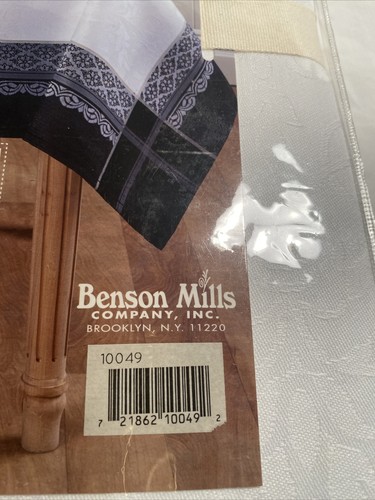 Benson Mills
COMPANY, INC.
BROOKLYN, N.Y. 11220
10049
7 21862 10049 2